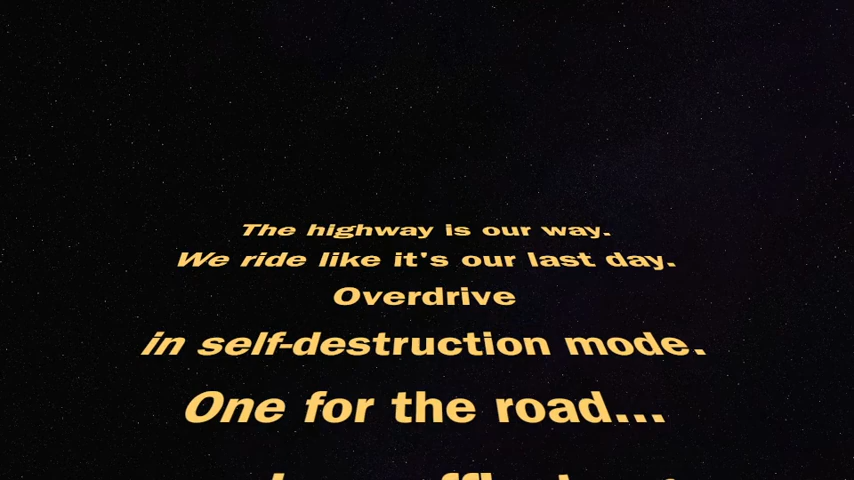 The highway is our way.
We ride like it's our last day.
Overdrive
in self-destruction mode.
One for the road...